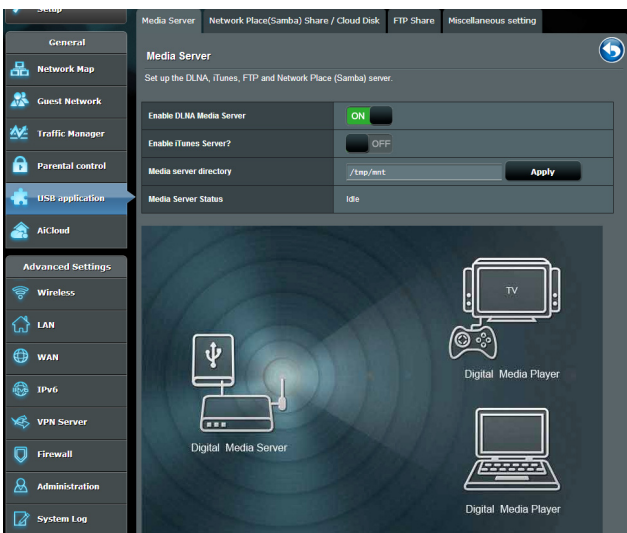 Setup
Media Server
Network Place(Samba) Share / Cloud Disk
FTP Share
Miscellaneous setting
General
Network Map
Guest Network
Traffic Manager
Parental control
USB application
AiCloud
Advanced Settings
Wireless
LAN
WAN
IPv6
VPN Server
Firewall
Administration
System Log
Media Server
Set up the DLNA, iTunes, FTP and Network Place (Samba) server.
Enable DLNA Media Server ON
Enable iTunes Server? OFF
Media server directory /tmp/mnt Apply
Media Server Status Idle
TV
Digital Media Player
Digital Media Server
Digital Media Player